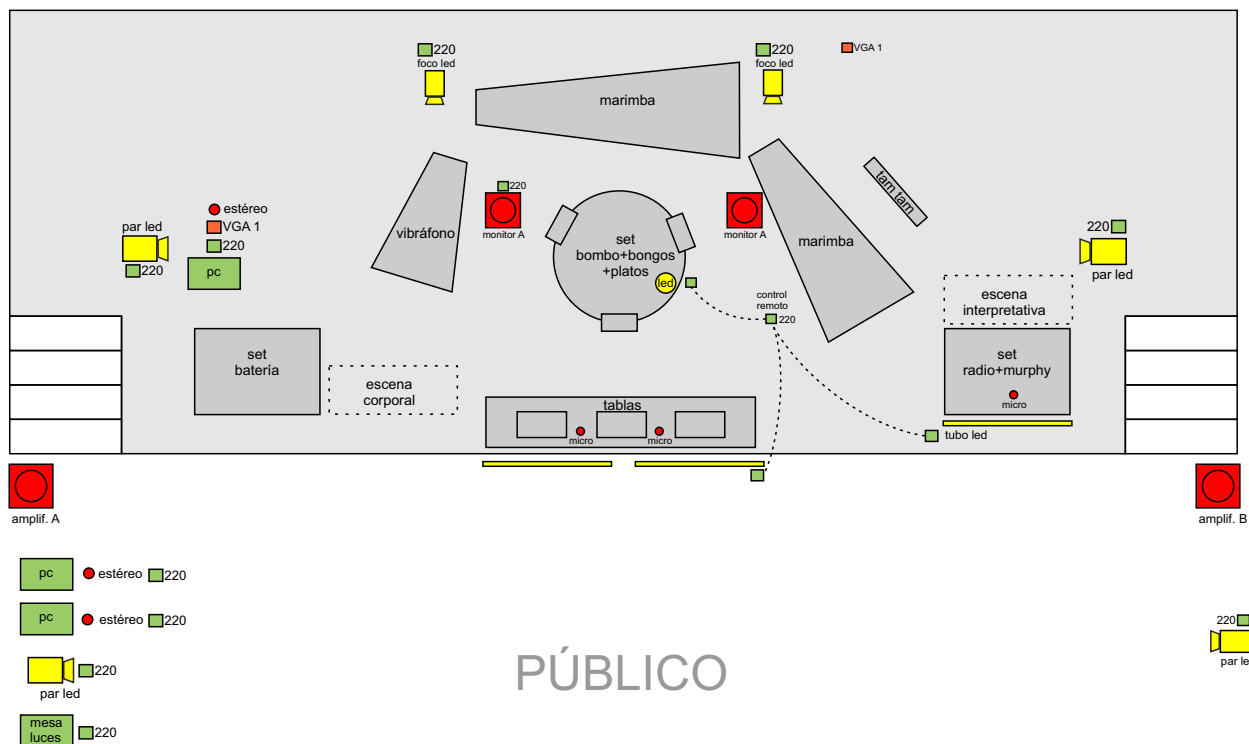 220
foco led
220
foco led
VGA 1
marimba
tam tam
220
monitor A
estéreo
VGA 1
220
par led
220
pc
vibráfono
set
bombo+bongos
+platos
led
monitor A
marimba
220
par led
control
remoto
220
escena
interpretativa
set
batería
escena
corporal
tablas
micro
micro
set
radio+murphy
micro
tubo led
amplif. A
amplif. B
pc
estéreo
220
pc
estéreo
220
220
par le
220
par led
PÚBLICO
mesa
luces
220